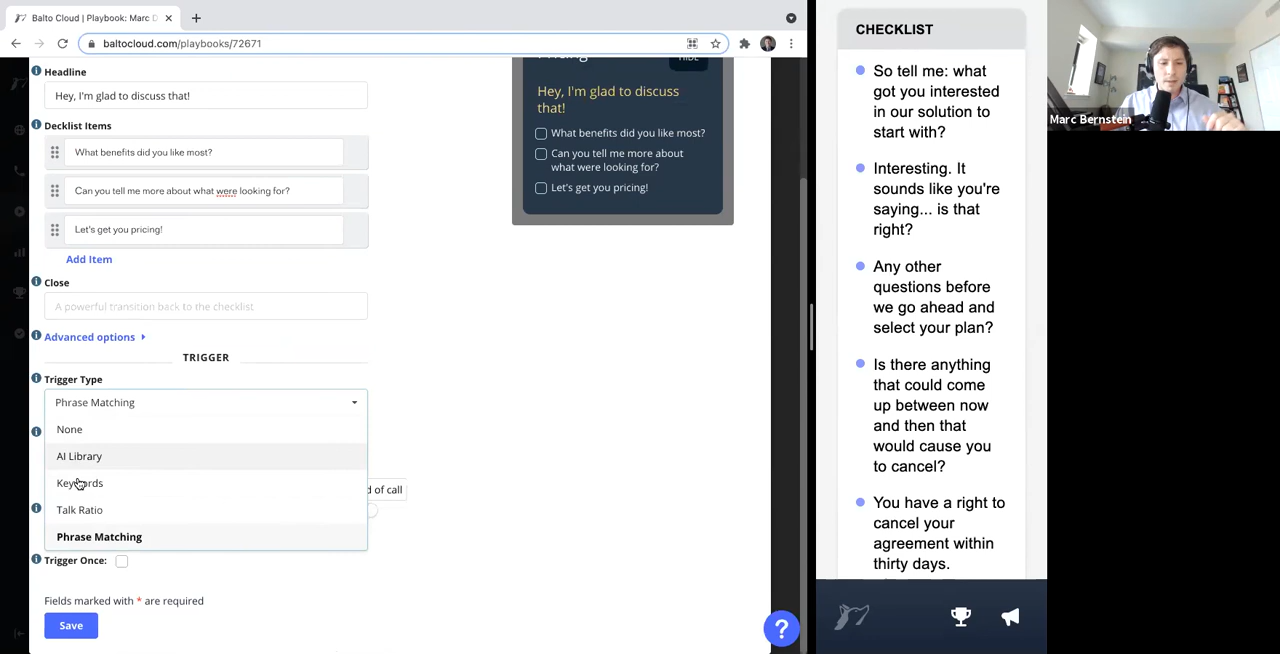 Balto Cloud | Playbook: Marc D
baltocloud.com/playbooks/72671
Headline
Hey, I'm glad to discuss that!
Decklist Items
What benefits did you like most?
Can you tell me more about what were looking for?
Let's get you pricing!
Add Item
Close
A powerful transition back to the checklist
Advanced options
TRIGGER
Trigger Type
Phrase Matching
None
AI Library
Keywords
Talk Ratio
Phrase Matching
d of call
Trigger Once:
Fields marked with * are required
Save
Pricing
HIDE
Hey, I'm glad to discuss
that!
What benefits did you like most?
Can you tell me more about
what were looking for?
Let's get you pricing!
?
CHECKLIST
So tell me: what
got you interested
in our solution to
start with?
Interesting. It
sounds like you're
saying... is that
right?
Any other
questions before
we go ahead and
select your plan?
Is there anything
that could come
up between now
and then that
would cause you
to cancel?
You have a right to
cancel your
agreement within
thirty days.
Marc Bernstein